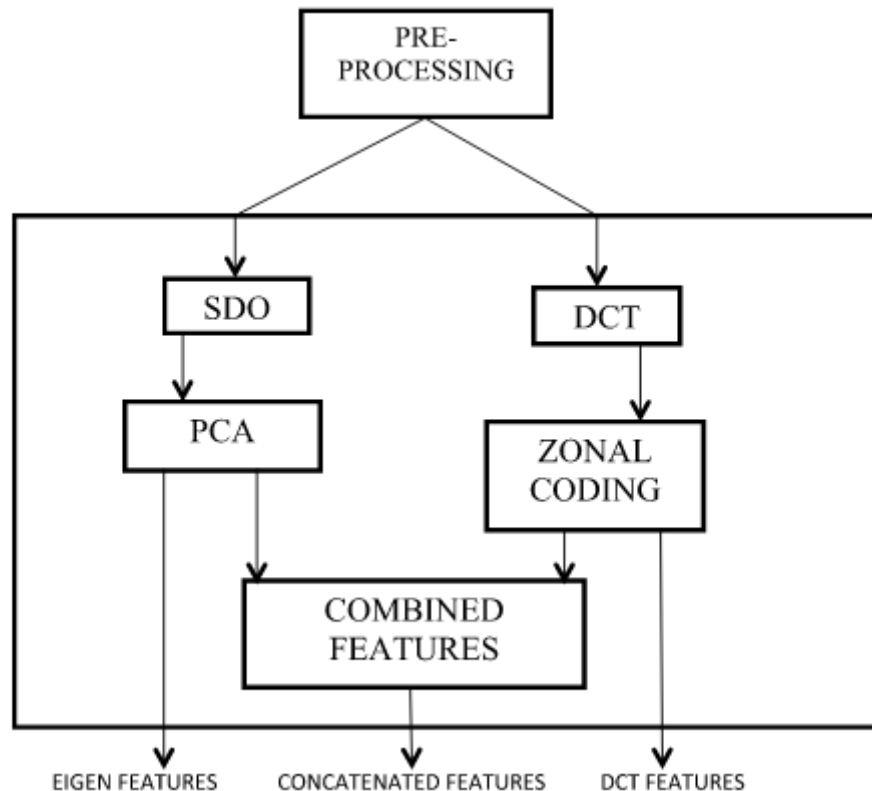 PRE-
PROCESSING
SDO
DCT
PCA
ZONAL
CODING
COMBINED
FEATURES
EIGEN FEATURES
CONCATENATED FEATURES
DCT FEATURES